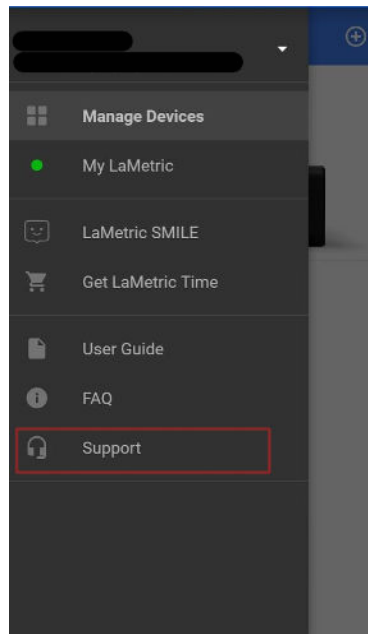 Manage Devices
My LaMetric
LaMetric SMILE
Get LaMetric Time
User Guide
FAQ
Support